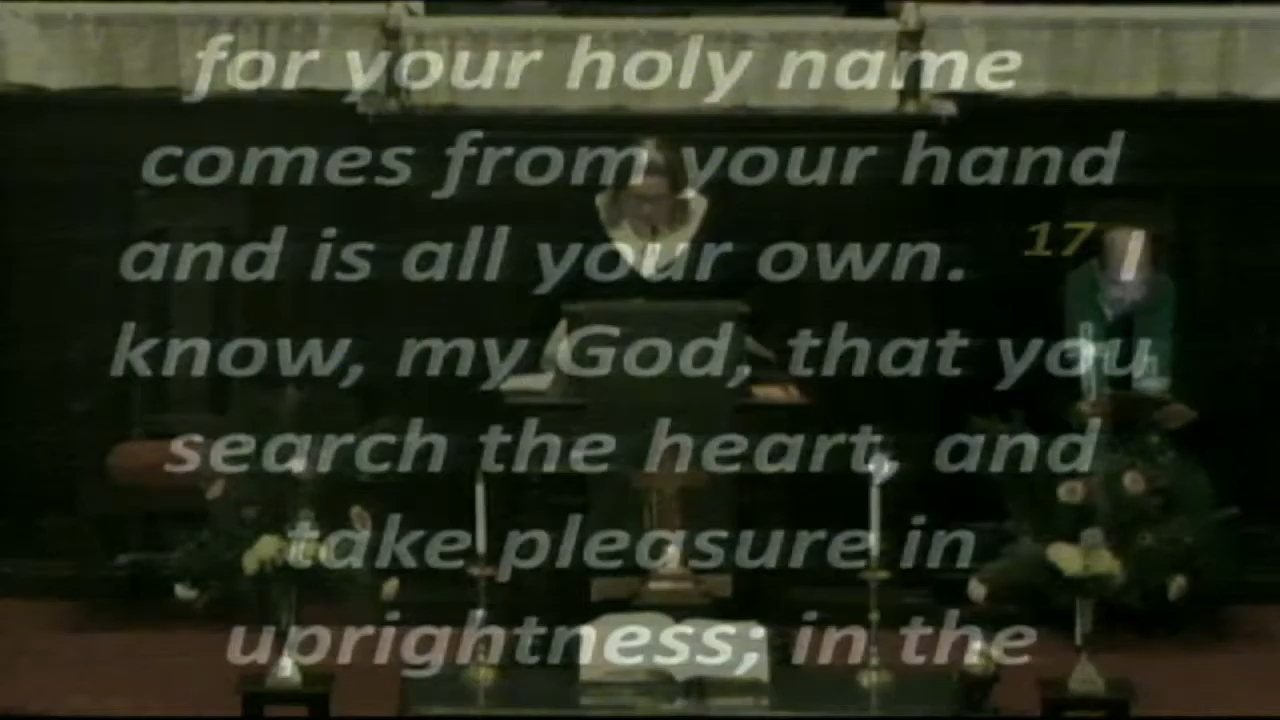 for your holy name
comes from your hand
and is all your own. 17 I
know, my God, that you
search the heart, and
take pleasure in
uprightness; in the